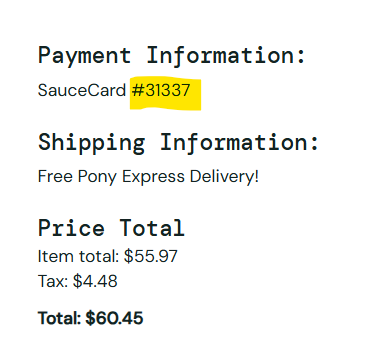 Payment Information:
SauceCard #31337
Shipping Information:
Free Pony Express Delivery!
Price Total
Item total: $55.97
Tax: $4.48
Total: $60.45